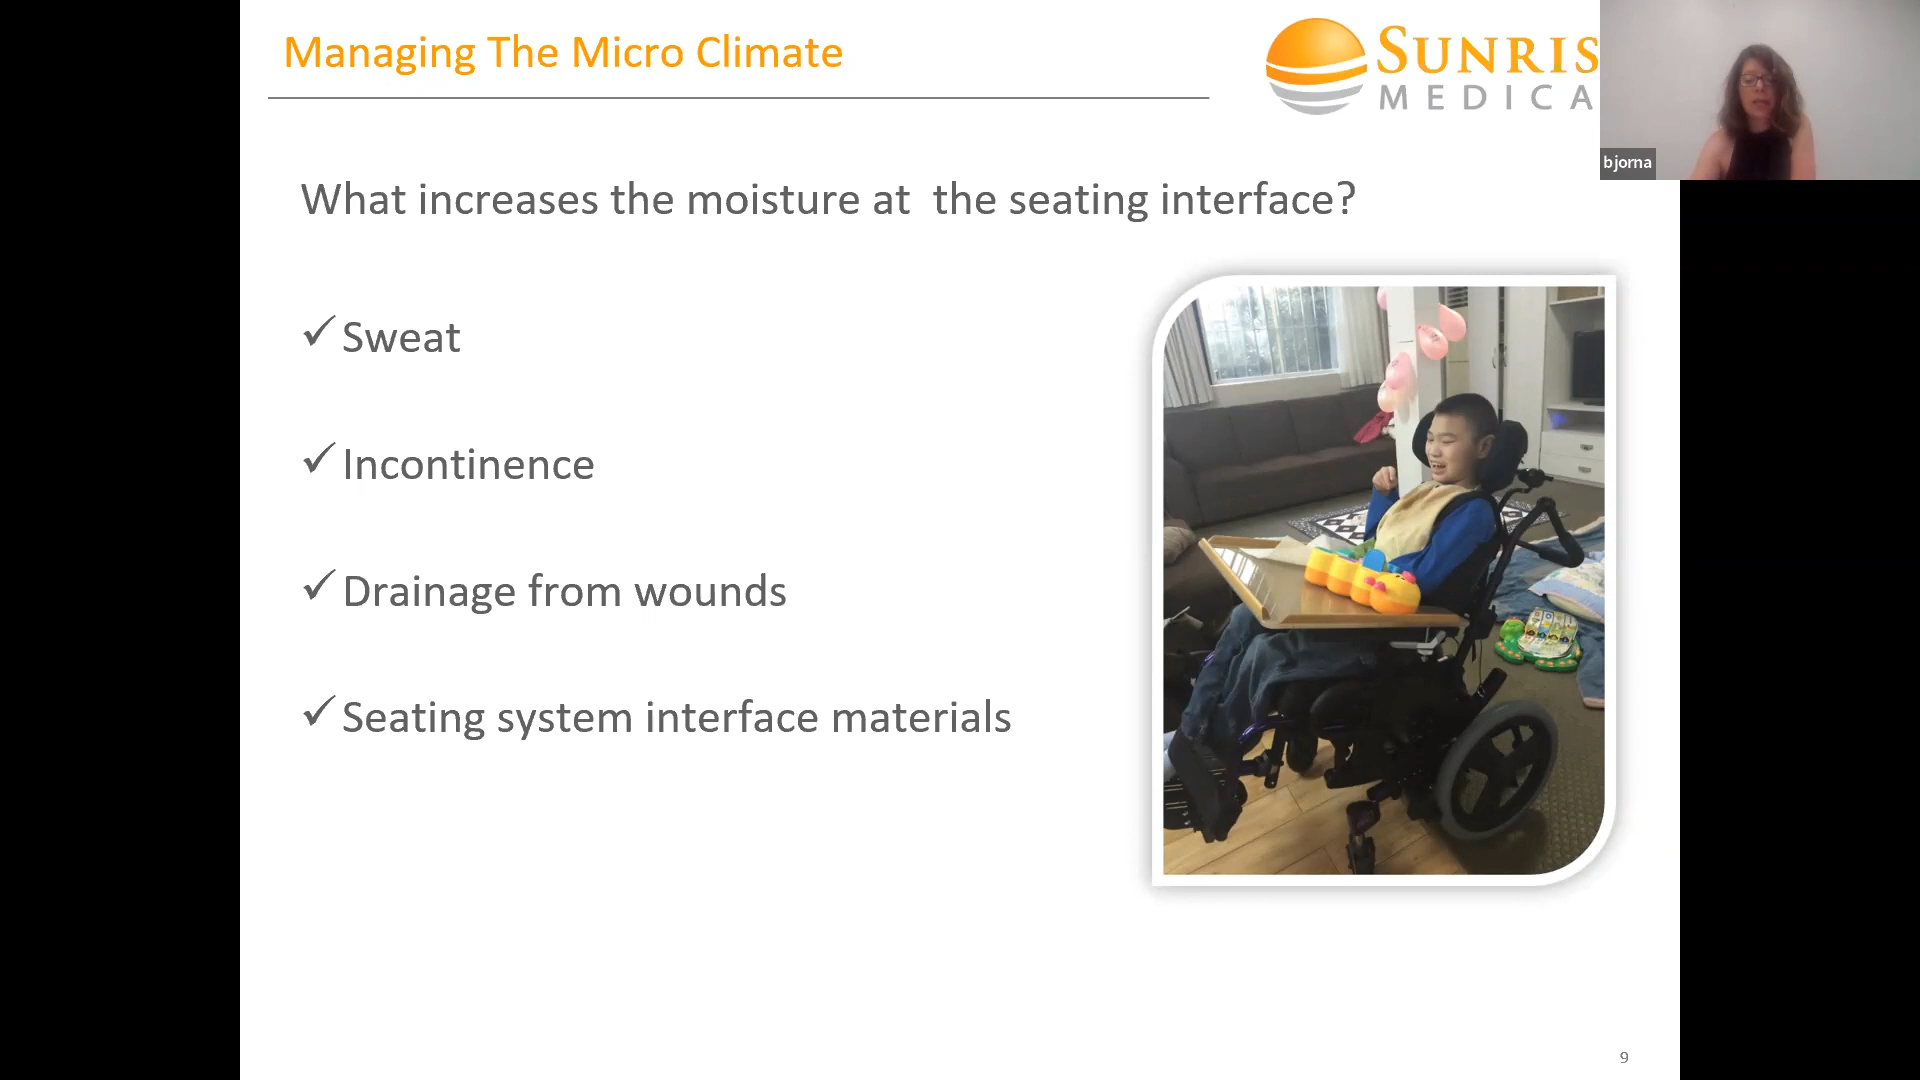 Managing The Micro Climate
SUNRIS
MEDICA
bjorna
What increases the moisture at  the seating interface?
✓Sweat
✓Incontinence
✓Drainage from wounds
✓Seating system interface materials
9